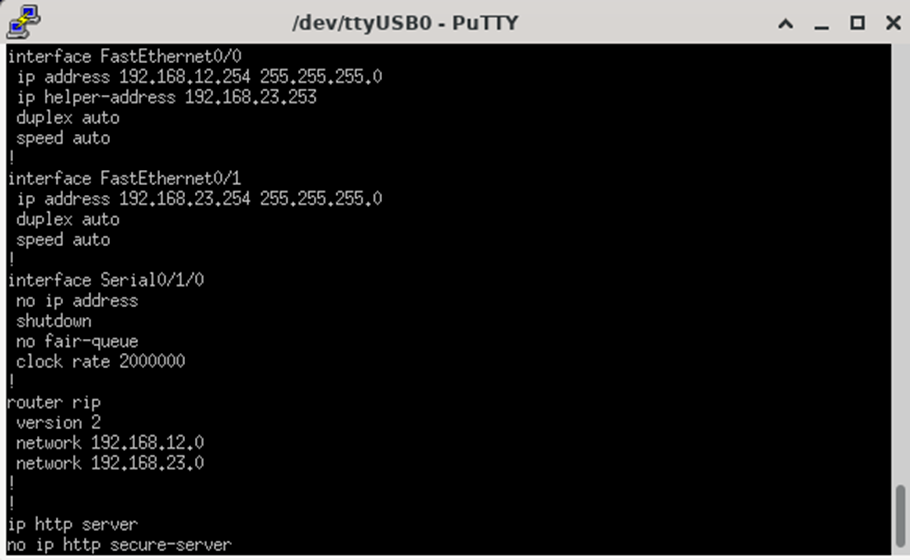 /dev/ttyUSB0 - PuTTY
interface FastEthernet0/0
 ip address 192.168.12.254 255.255.255.0
 ip helper-address 192.168.23.253
 duplex auto
 speed auto
!
interface FastEthernet0/1
 ip address 192.168.23.254 255.255.255.0
 duplex auto
 speed auto
!
interface Serial0/1/0
 no ip address
 shutdown
 no fair-queue
 clock rate 2000000
!
router rip
 version 2
 network 192.168.12.0
 network 192.168.23.0
!
!
ip http server
no ip http secure-server